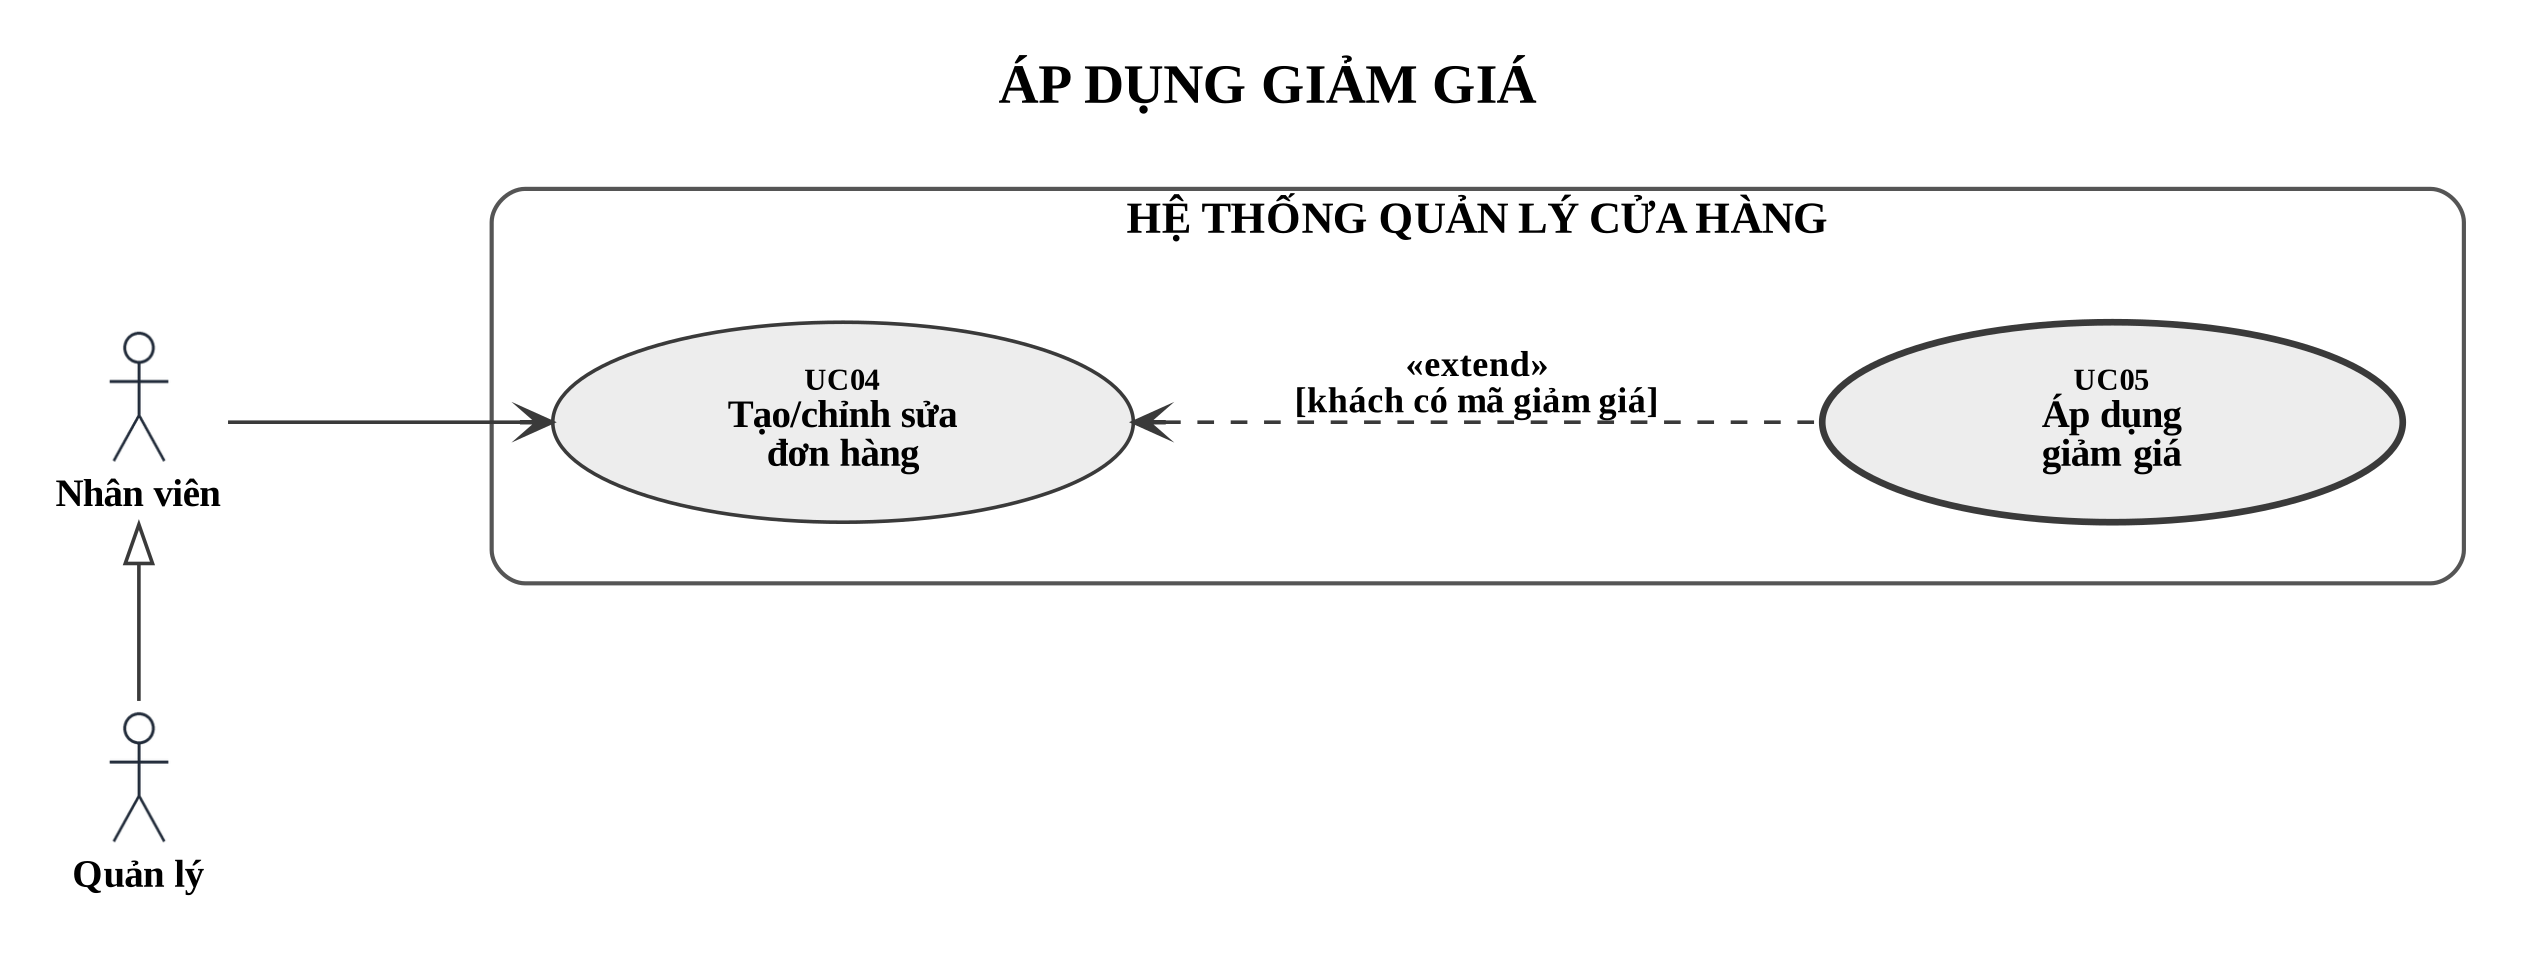 ÁP DỤNG GIẢM GIÁ
HỆ THỐNG QUẢN LÝ CỬA HÀNG
UC04
Tạo/chỉnh sửa
đơn hàng
«extend»
[khách có mã giảm giá]
UC05
Áp dụng
giảm giá
Nhân viên
Quản lý